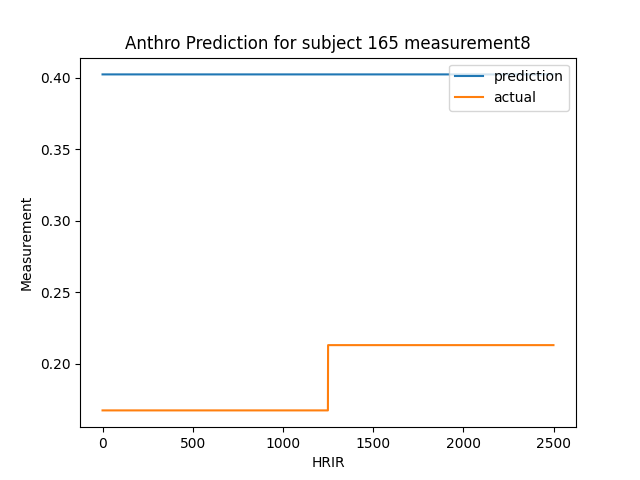 Anthro Prediction for subject 165 measurement8
prediction
actual
0.40
0.35
0.30
0.25
0.20
Measurement
0
500
1000
1500
2000
2500
HRIR